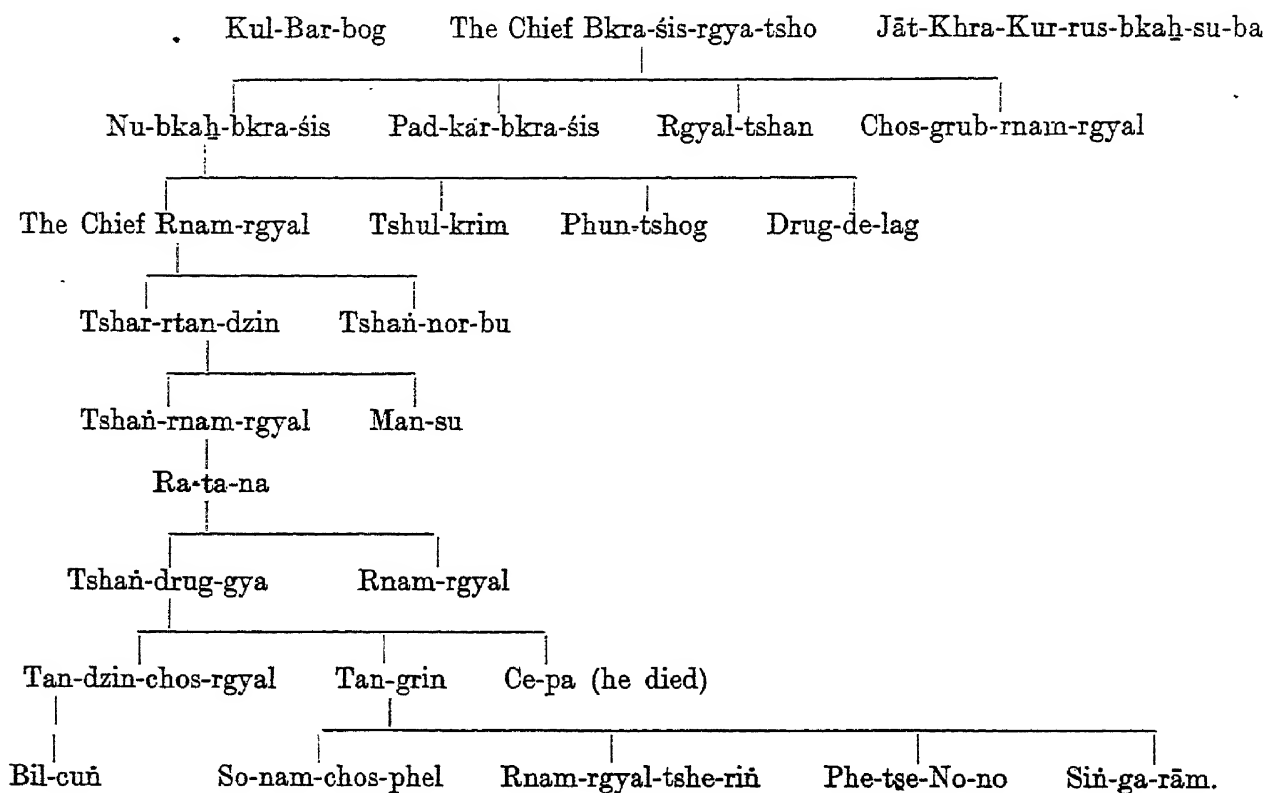 Kul-Bar-bog The Chief Bkra-śis-rgya-tsho Jāt-Khra-Kur-rus-bkaẖ-su-ba
Nu-bkaẖ-bkra-śis Pad-kar-bkra-śis Rgyal-tshan Chos-grub-rnam-rgyal
The Chief Rnam-rgyal Tshul-krim Phun-tshog Drug-de-lag
Tshar-rtan-dzin Tshaṅ-nor-bu
Tshaṅ-rnam-rgyal Man-su
Ra-ta-na
Tshaṅ-drug-gya Rnam-rgyal
Tan-dzin-chos-rgyal Tan-grin Ce-pa (he died)
Bil-cuṅ So-nam-chos-phel Rnam-rgyal-tshe-riṅ Phe-tṣe-No-no Siṅ-ga-rām.